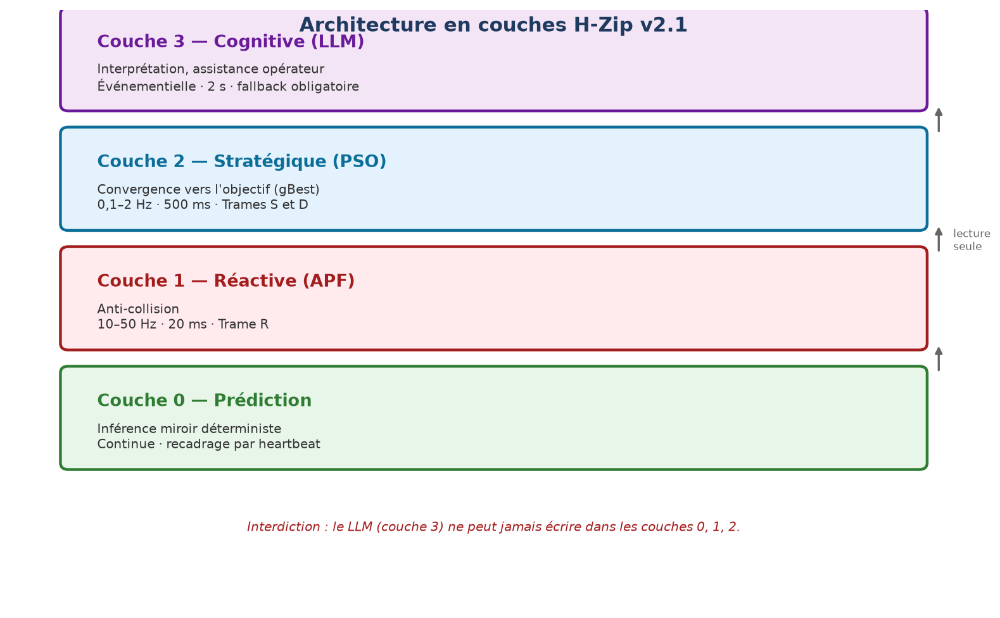 Architecture en couches H-Zip v2.1
Couche 3 — Cognitive (LLM)
Interprétation, assistance opérateur
Événementielle · 2 s · fallback obligatoire
Couche 2 — Stratégique (PSO)
Convergence vers l'objectif (gBest)
0,1–2 Hz · 500 ms · Trames S et D
lecture
seule
Couche 1 — Réactive (APF)
Anti-collision
10–50 Hz · 20 ms · Trame R
Couche 0 — Prédiction
Inférence miroir déterministe
Continue · recadrage par heartbeat
Interdiction : le LLM (couche 3) ne peut jamais écrire dans les couches 0, 1, 2.